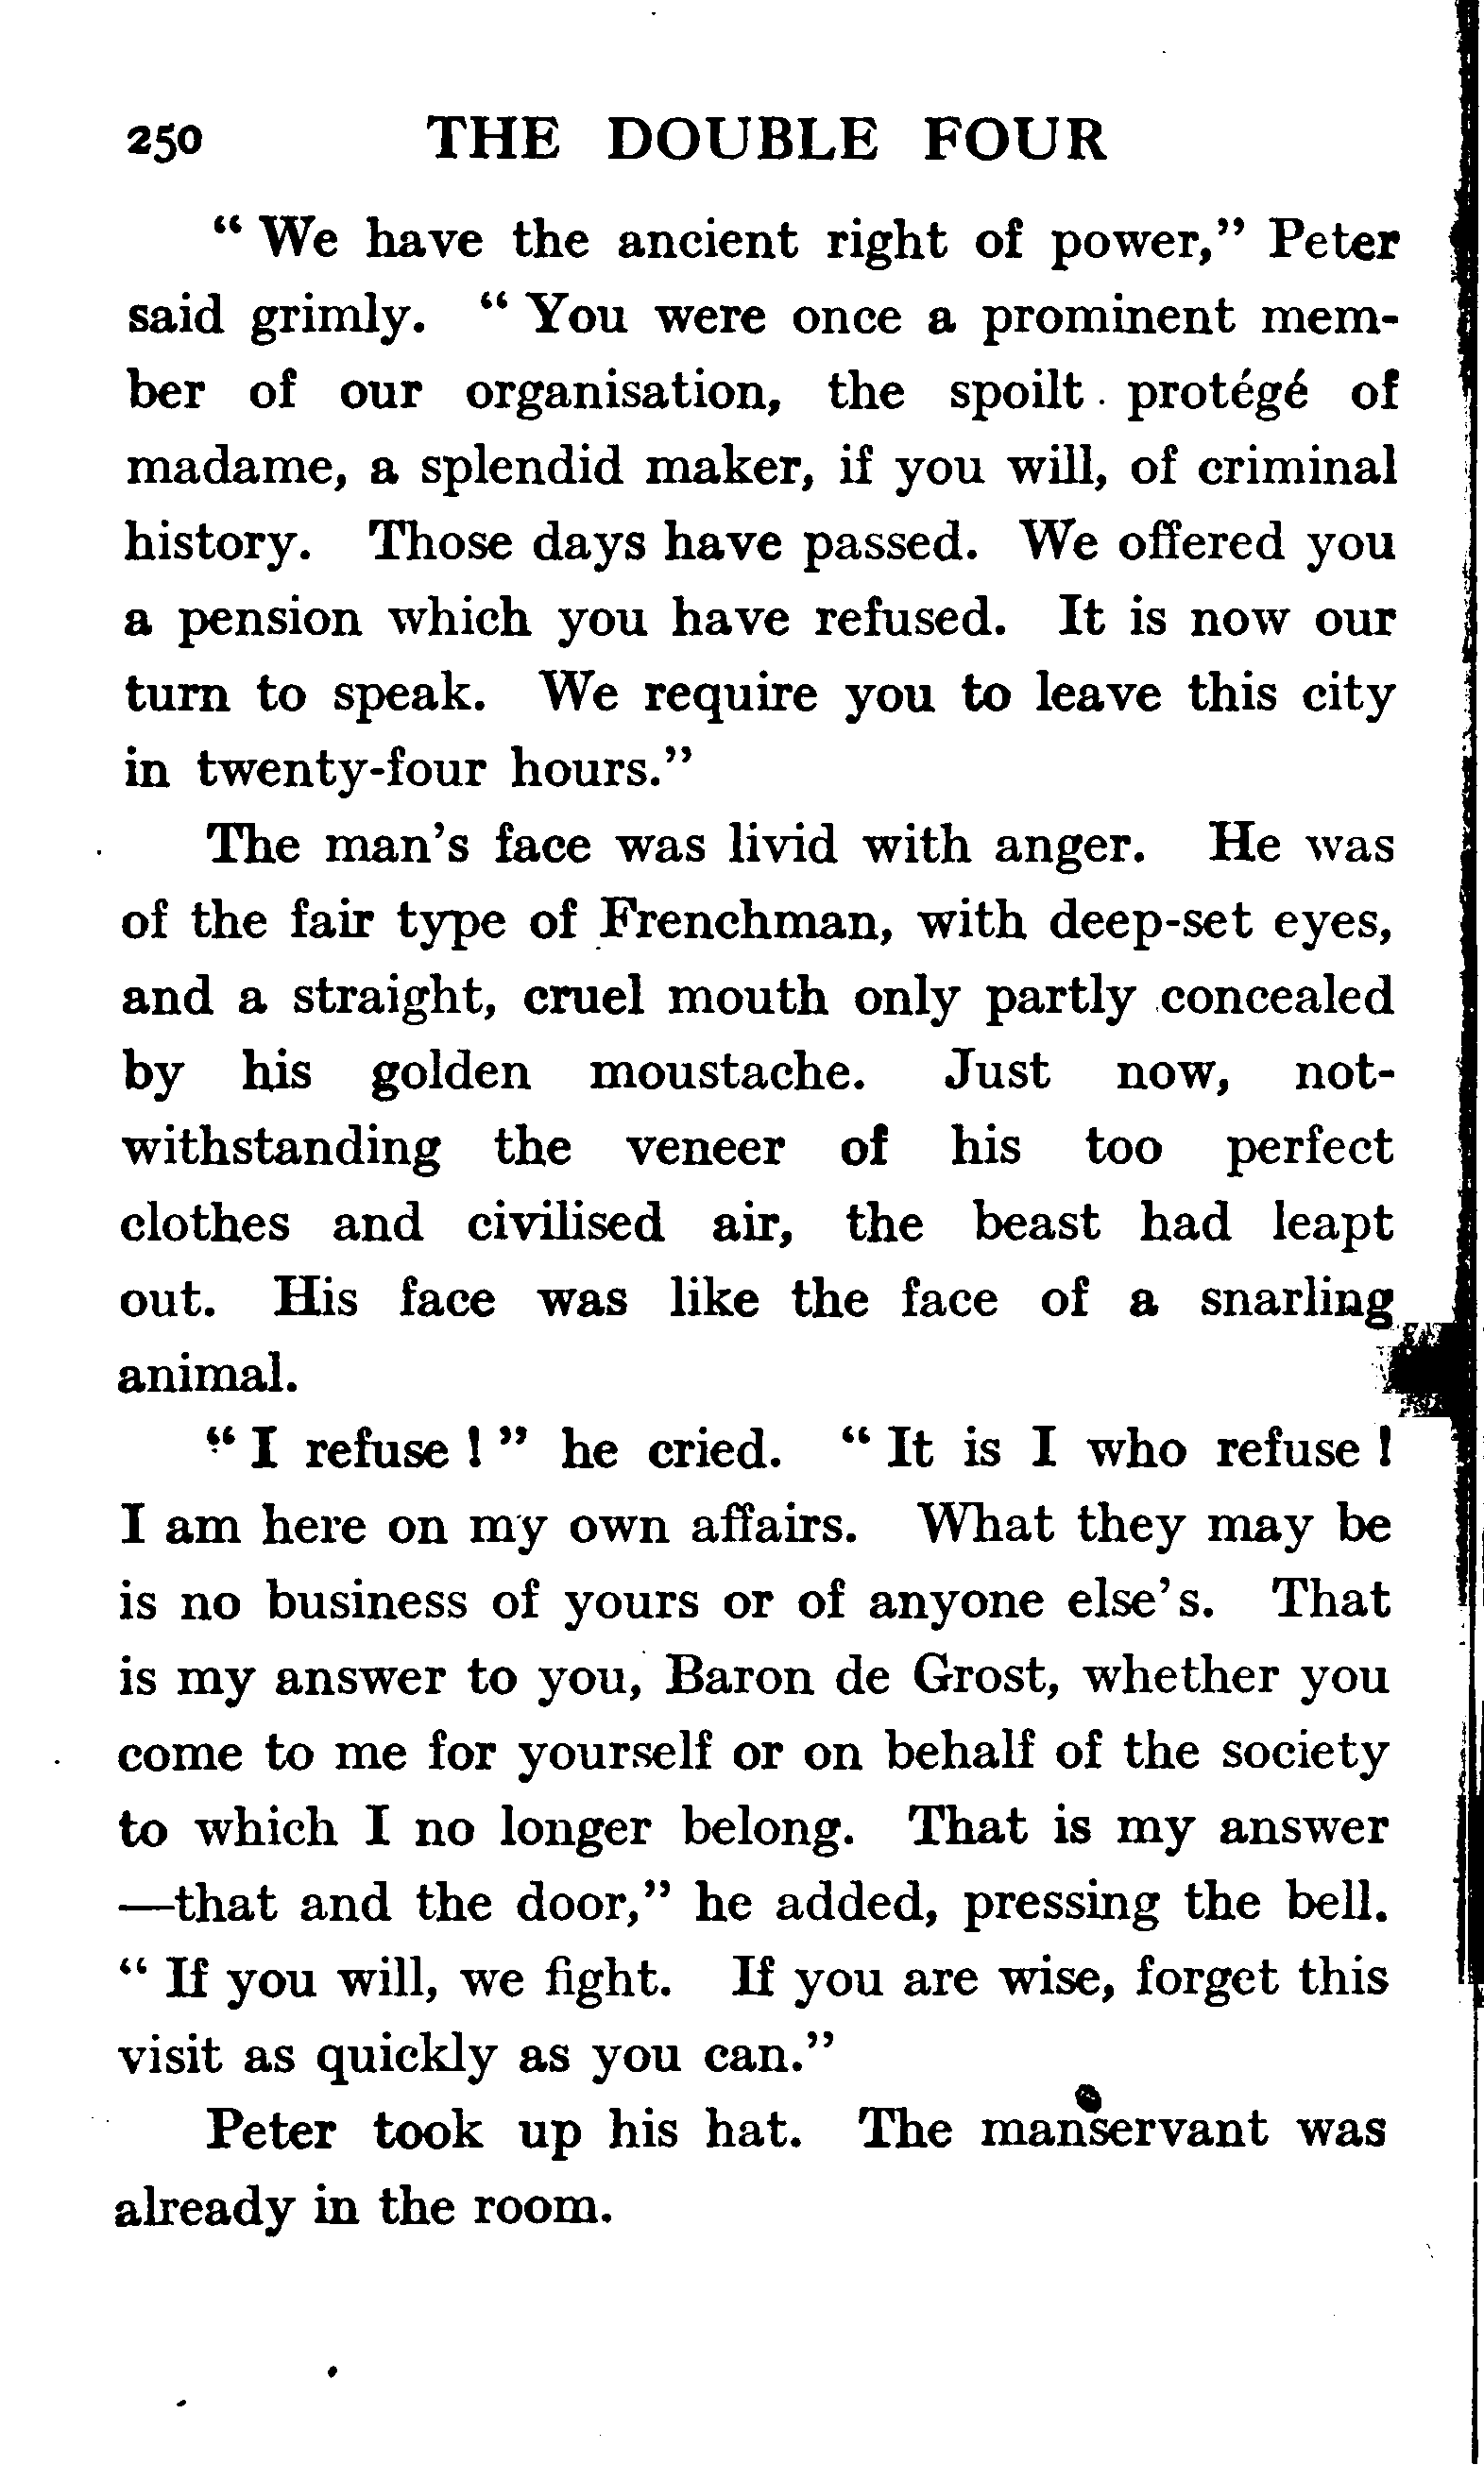 250 THE DOUBLE FOUR
“ We have the ancient right of power,” Peter
said grimly. “ You were once a prominent mem-
ber of our organisation, the spoilt protégé of
madame, a splendid maker, if you will, of criminal
history. Those days have passed. We offered you
a pension which you have refused. It is now our
turn to speak. We require you to leave this city
in twenty-four hours.”
The man’s face was livid with anger. He was
of the fair type of Frenchman, with deep-set eyes,
and a straight, cruel mouth only partly concealed
by his golden moustache. Just now, not-
withstanding the veneer of his too perfect
clothes and civilised air, the beast had leapt
out. His face was like the face of a snarling
animal.
“ I refuse ! ” he cried. “ It is I who refuse !
I am here on my own affairs. What they may be
is no business of yours or of anyone else’s. That
is my answer to you, Baron de Grost, whether you
come to me for yourself or on behalf of the society
to which I no longer belong. That is my answer
—that and the door,” he added, pressing the bell.
“ If you will, we fight. If you are wise, forget this
visit as quickly as you can.”
Peter took up his hat. The manservant was
already in the room.